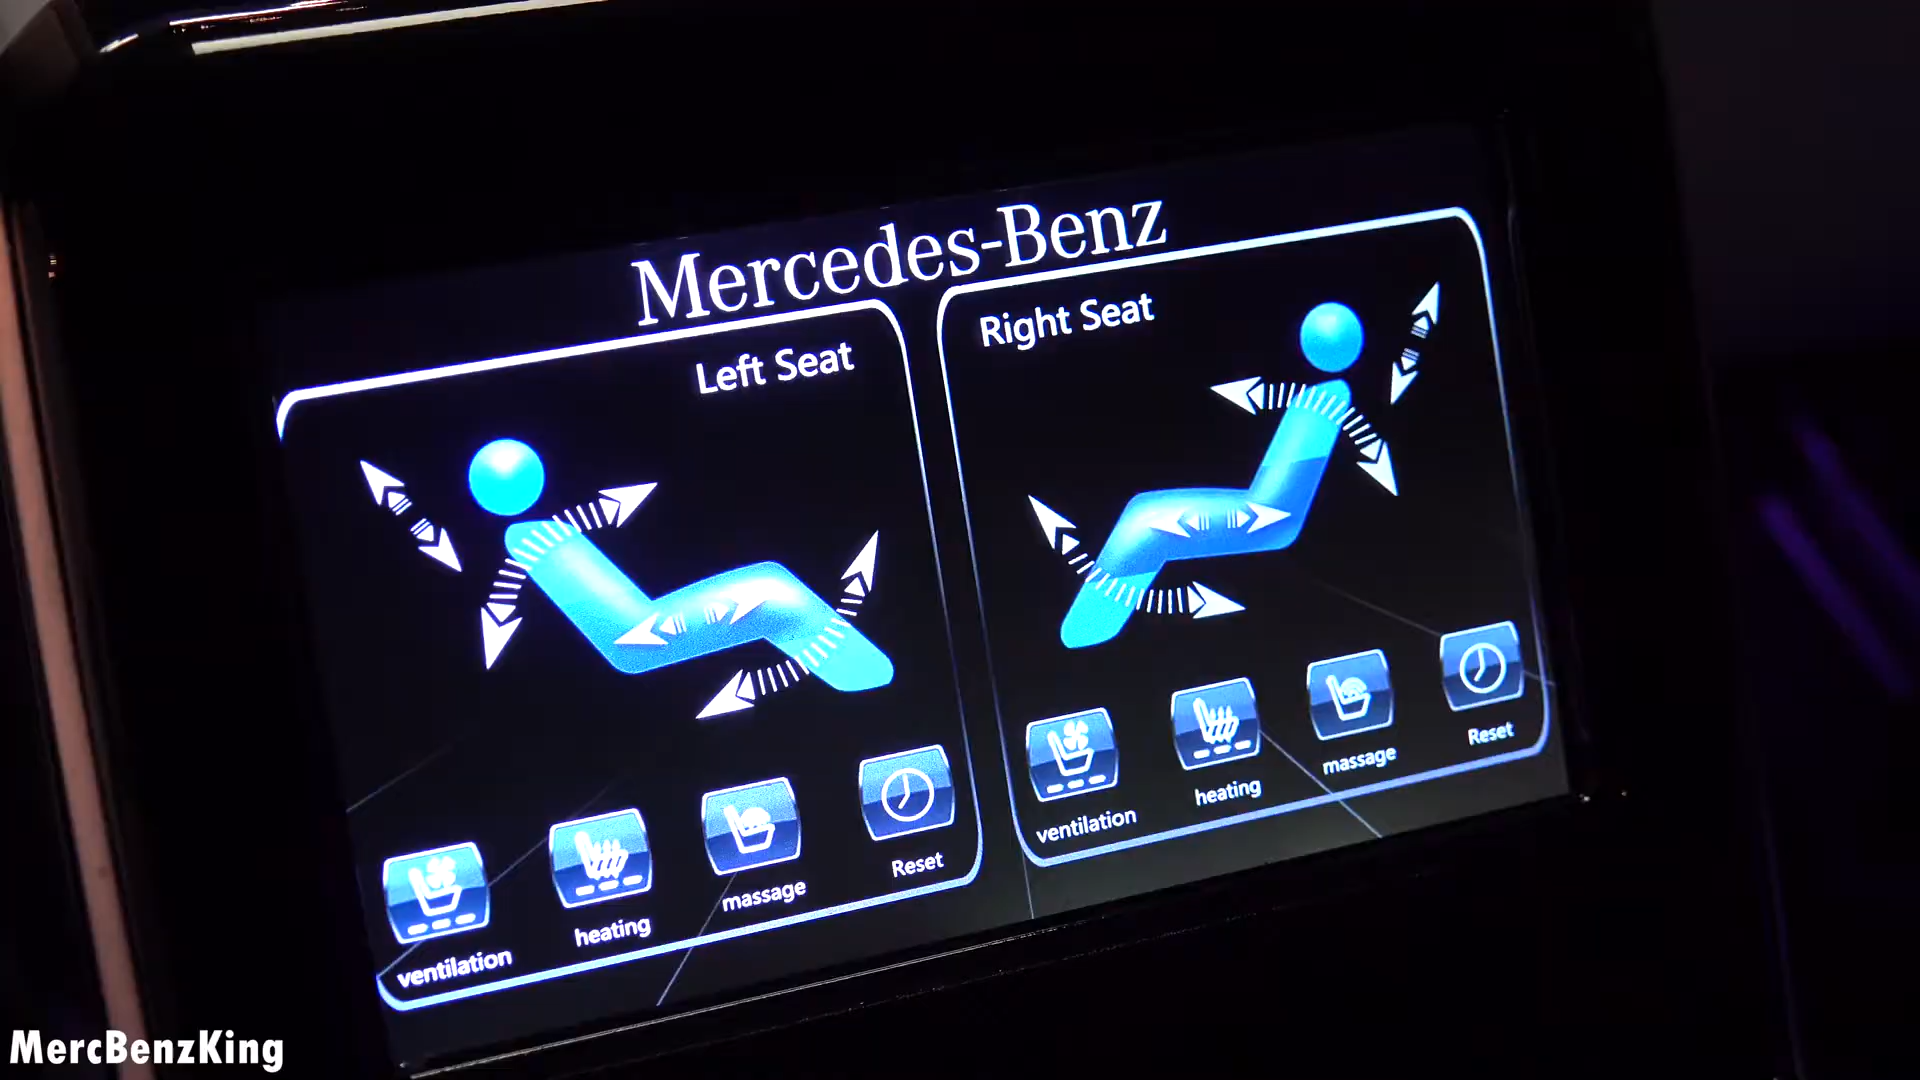 Mercedes-Benz
Left Seat
ventilation
heating
massage
Reset
Right Seat
ventilation
heating
massage
Reset
MercBenzKing